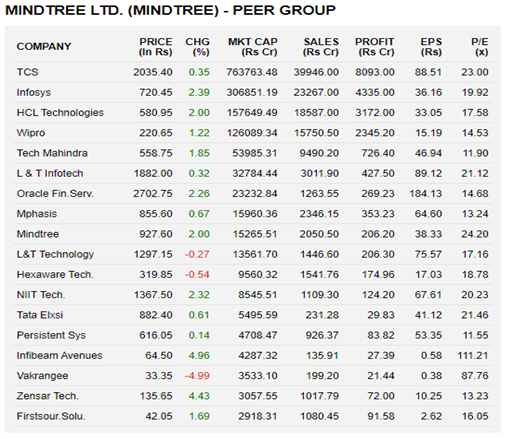 MINDTREE LTD. (MINDTREE) - PEER GROUP
COMPANY PRICE (In Rs) CHG (%) MKT CAP (Rs Cr) SALES (Rs Cr) PROFIT (Rs Cr) EPS (Rs) P/E (x)
TCS 2035.40 0.35 763763.48 39946.00 8093.00 88.51 23.00
Infosys 720.45 2.39 306851.19 23267.00 4335.00 36.16 19.92
HCL Technologies 580.95 2.00 157649.49 18587.00 3172.00 33.05 17.58
Wipro 220.65 1.22 126089.34 15750.50 2345.20 15.19 14.53
Tech Mahindra 558.75 1.85 53985.31 9490.20 726.40 46.94 11.90
L & T Infotech 1882.00 0.32 32784.44 3011.90 427.50 89.12 21.12
Oracle Fin.Serv. 2702.75 2.26 23232.84 1263.55 269.23 184.13 14.68
Mphasis 855.60 0.67 15960.36 2346.15 353.23 64.60 13.24
Mindtree 927.60 2.00 15265.51 2050.50 206.20 38.33 24.20
L&T Technology 1297.15 -0.27 13561.70 1446.60 206.30 75.57 17.16
Hexaware Tech. 319.85 -0.54 9560.32 1541.76 174.96 17.03 18.78
NIIT Tech. 1367.50 2.32 8545.51 1109.30 124.20 67.61 20.23
Tata Elxsi 882.40 0.61 5495.59 231.28 29.83 41.12 21.46
Persistent Sys 616.05 0.14 4708.47 926.37 83.82 53.35 11.55
Infibeam Avenues 64.50 4.96 4287.32 135.91 27.39 0.58 111.21
Vakrangee 33.35 -4.99 3533.10 199.20 21.44 0.38 87.76
Zensar Tech. 135.65 4.43 3057.55 1017.79 72.00 10.25 13.23
Firstsour.Solu. 42.05 1.69 2918.31 1080.45 91.58 2.62 16.05